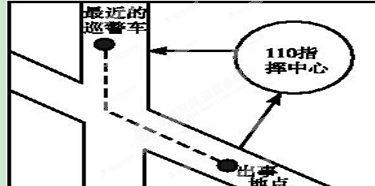 最近的
巡警车
110指
挥中心
出事
地点